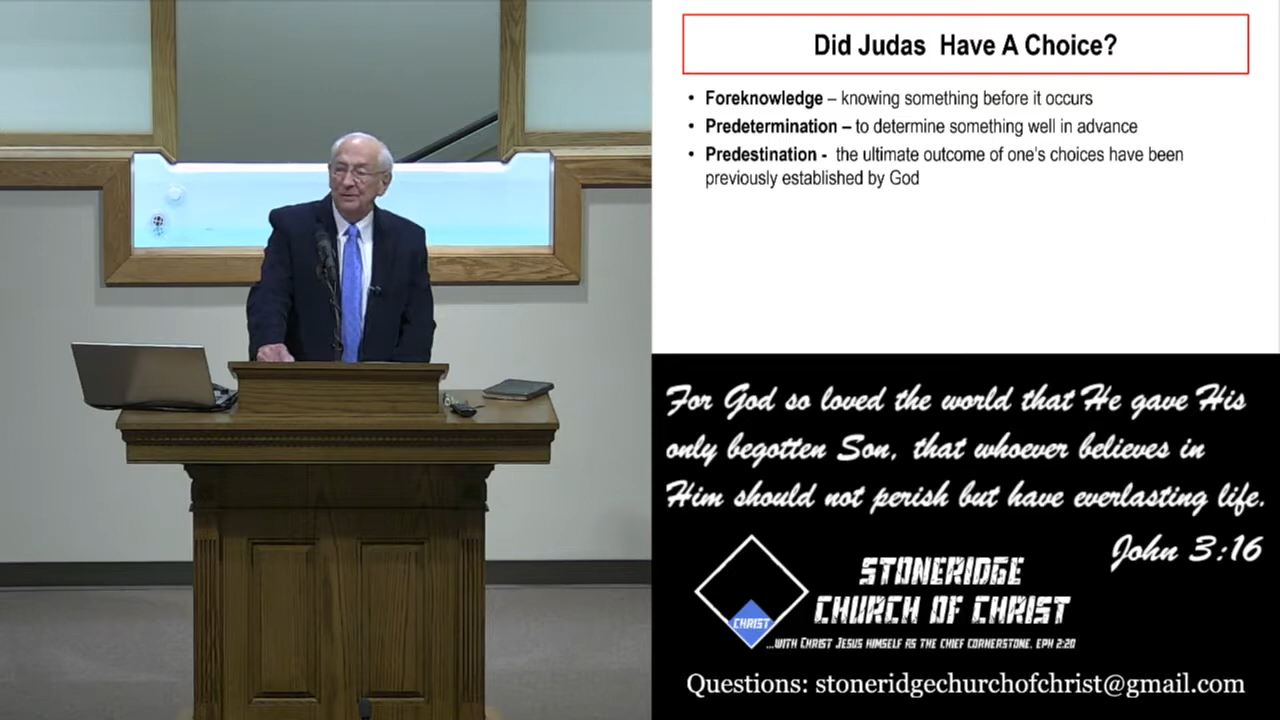 Did Judas  Have A Choice?
• Foreknowledge – knowing something before it occurs
• Predetermination – to determine something well in advance
• Predestination -  the ultimate outcome of one's choices have been
previously established by God
For God so loved the world that He gave His
only begotten Son, that whoever believes in
Him should not perish but have everlasting life.
John 3:16
STONERIDGE
CHURCH OF CHRIST
CHRIST
...WITH CHRIST JESUS HIMSELF AS THE CHIEF CORNERSTONE. EPH 2:20
Questions: stoneridgechurchofchrist@gmail.com